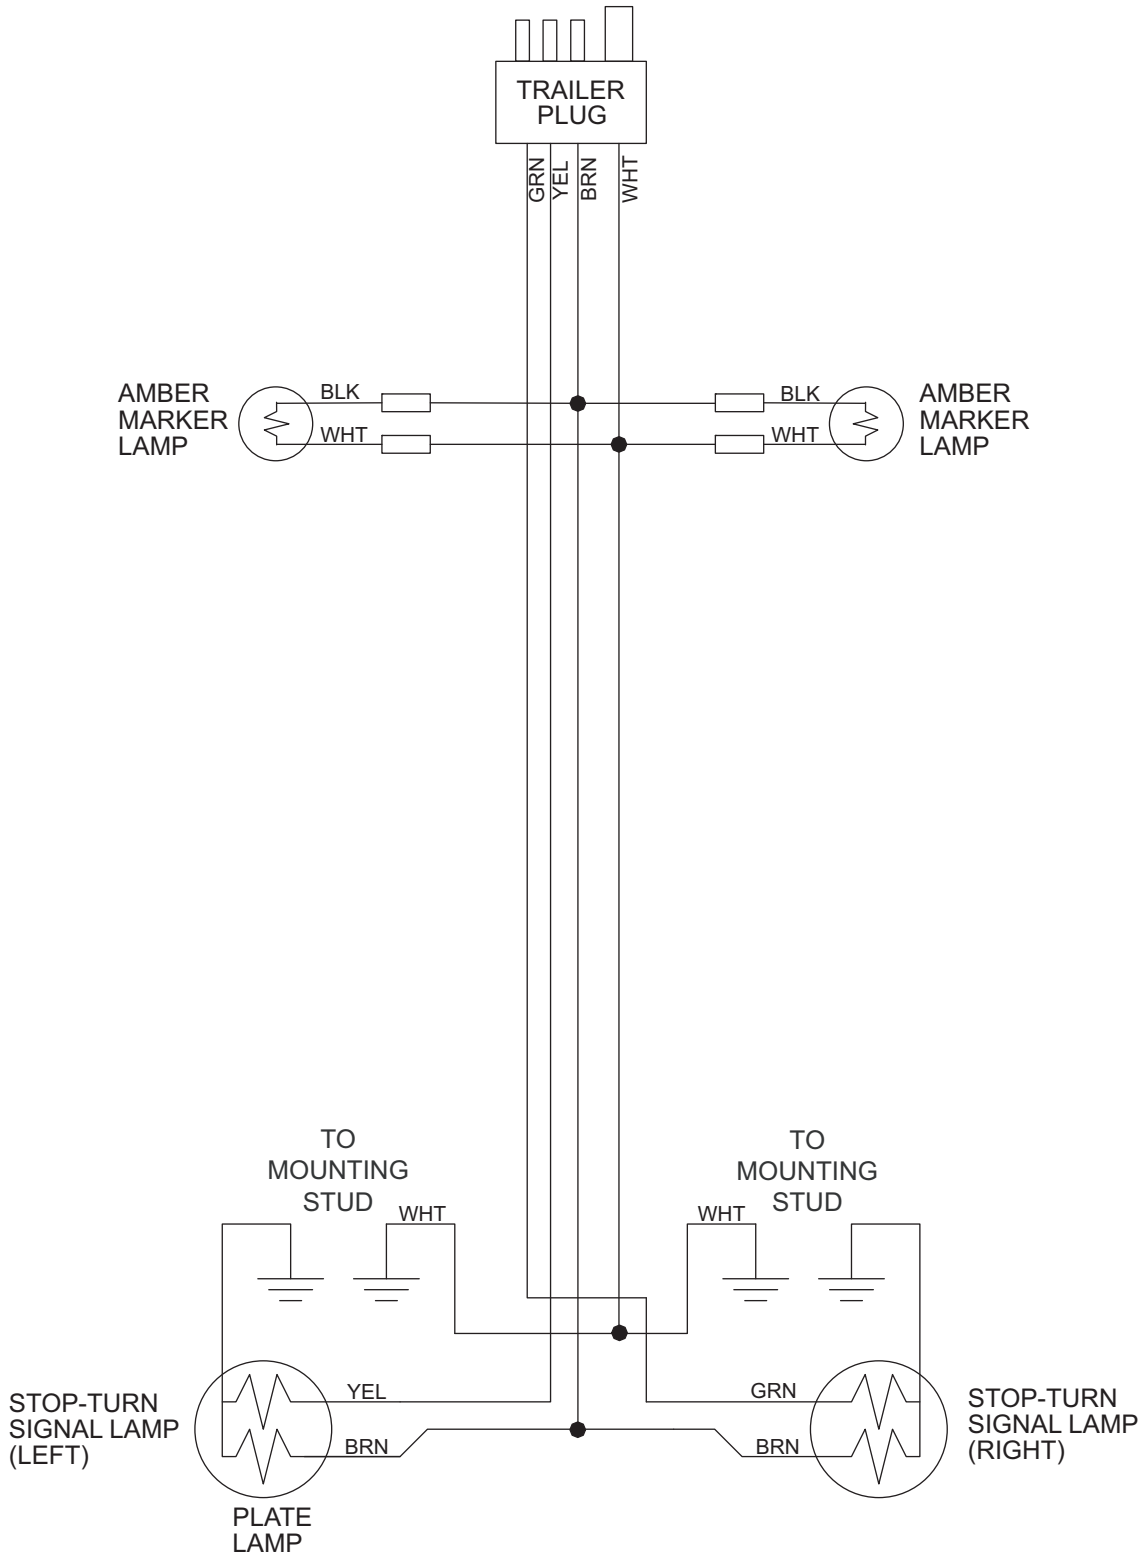 TRAILER
PLUG
GRN
YEL
BRN
WHT
AMBER
MARKER
LAMP
BLK
WHT
BLK
WHT
AMBER
MARKER
LAMP
TO
MOUNTING
STUD
WHT
TO
MOUNTING
STUD
WHT
STOP-TURN
SIGNAL LAMP
(LEFT)
YEL
BRN
PLATE
LAMP
GRN
BRN
STOP-TURN
SIGNAL LAMP
(RIGHT)